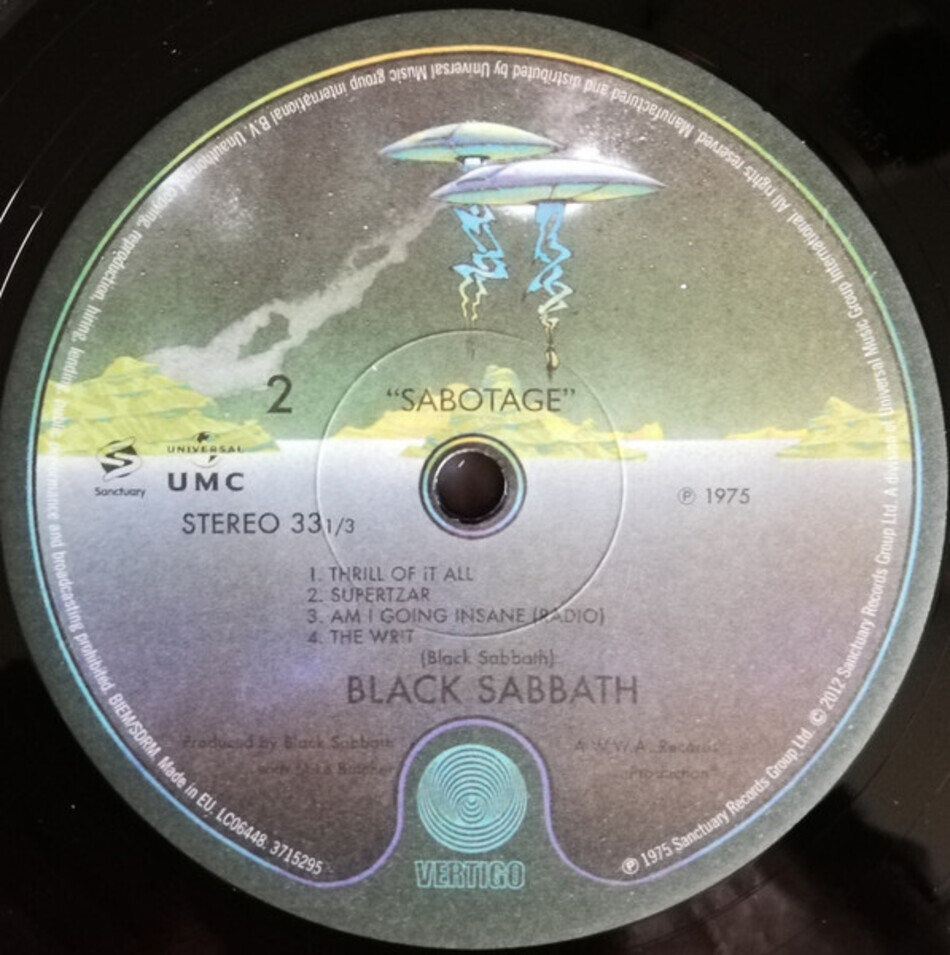 2
“SABOTAGE”
Sanctuary
UNIVERSAL
UMC
℗ 1975
STEREO 33 1/3
1. THRILL OF iT ALL
2. SUPERTZAR
3. AM I GOING INSANE (RADIO)
4. THE WRIT
(Black Sabbath)
BLACK SABBATH
Produced by Black Sabbath
with
A W.W.A. Records
Production
VERTIGO
℗ 1975 Sanctuary Records Group Ltd. © 2012 Sanctuary Records Group Ltd. A division of Universal Music Group International. All rights reserved. Manufactured and distributed by Universal Music group international B.V. Unauthorised copying, reproduction, hiring, lending, public performance and broadcasting prohibited. BIEM/SDRM. Made in EU. LC06448. 3715295